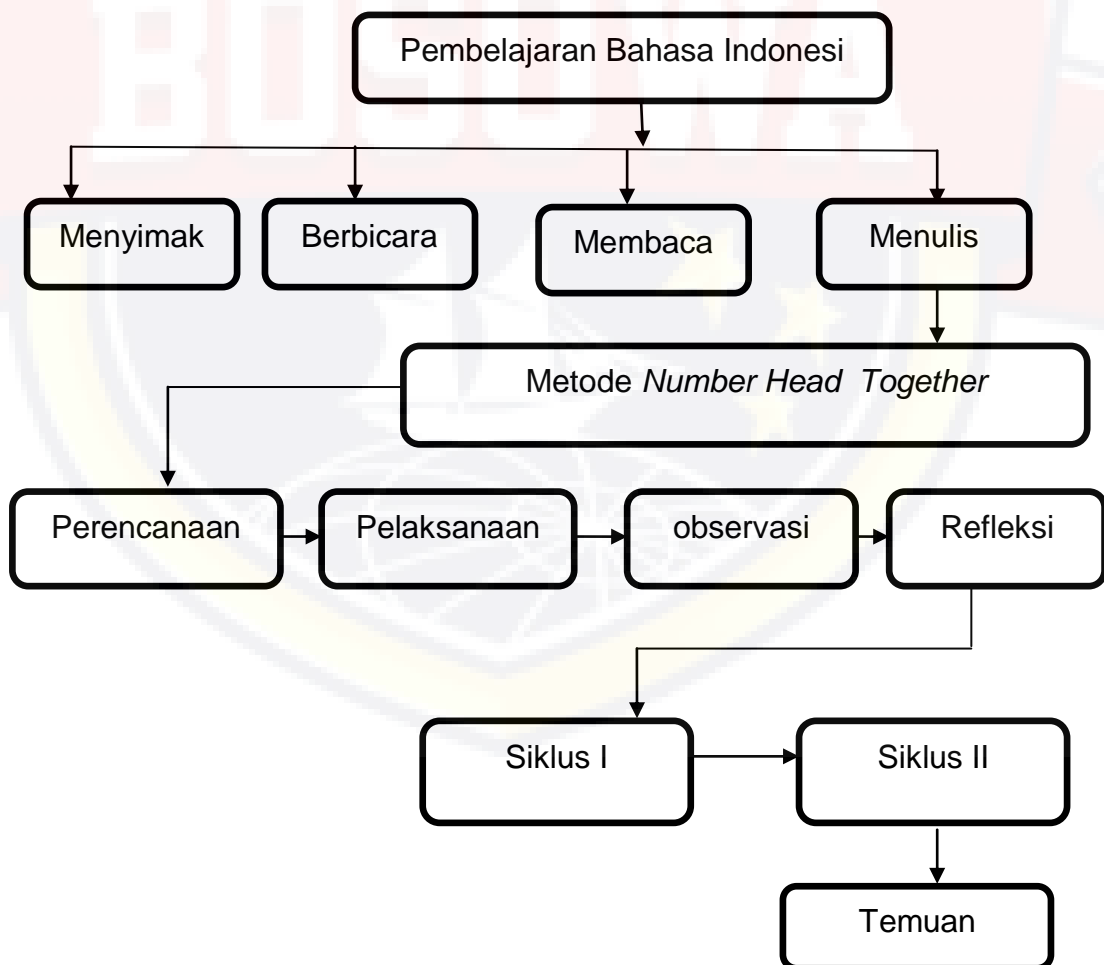 BOSOWA
Pembelajaran Bahasa Indonesi
Menyimak
Berbicara
Membaca
Menulis
Metode Number Head Together
Perencanaan
Pelaksanaan
observasi
Refleksi
Siklus I
Siklus II
Temuan